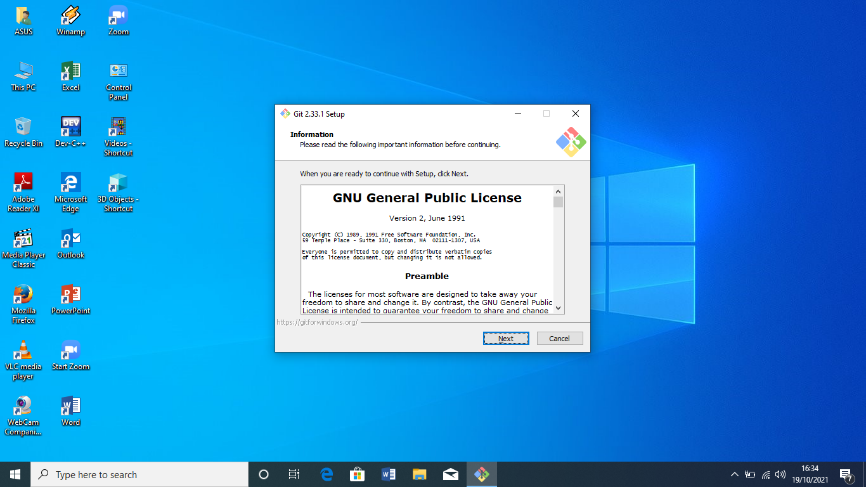 ASUS
Winamp
Zoom
This PC
Excel
Control
Panel
Recycle Bin
Dev-C++
Videos -
Shortcut
Adobe
Reader XI
Microsoft
Edge
3D Objects -
Shortcut
Media Player
Classic
Outlook
Mozilla
Firefox
PowerPoint
VLC media
player
Start Zoom
WebCam
Compani...
Word
Git 2.33.1 Setup
Information
Please read the following important information before continuing.
When you are ready to continue with Setup, click Next.
GNU General Public License
Version 2, June 1991
Copyright (C) 1989, 1991 Free Software Foundation, Inc.
59 Temple Place - Suite 330, Boston, MA 02111-1307, USA
Everyone is permitted to copy and distribute verbatim copies
of this license document, but changing it is not allowed.
Preamble
The licenses for most software are designed to take away your
freedom to share and change it. By contrast, the GNU General Public
License is intended to guarantee your freedom to share and change
https://gitforwindows.org/
Next
Cancel
Type here to search
16:34
19/10/2021
7